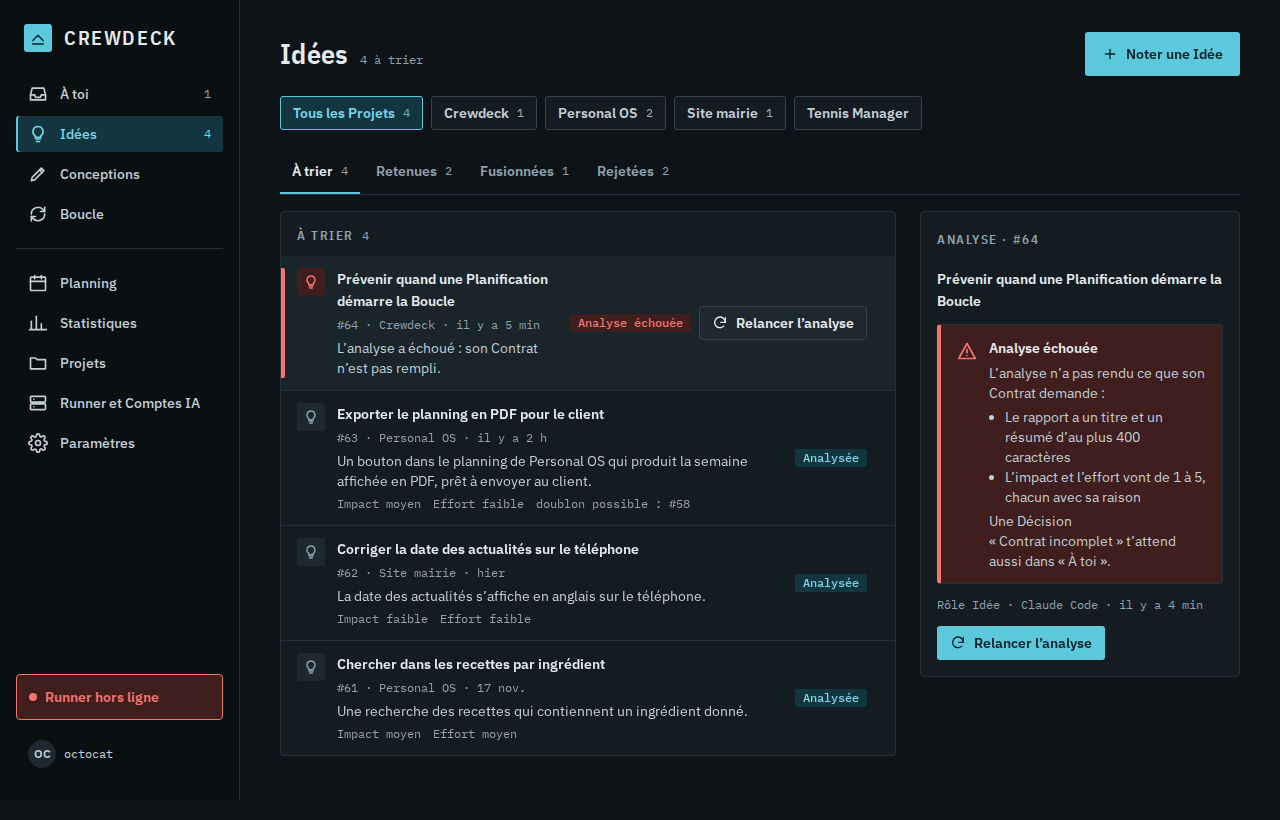 CREWDECK
À toi 1
Idées 4
Conceptions
Boucle
Planning
Statistiques
Projets
Runner et Comptes IA
Paramètres
Runner hors ligne
OC octocat
Idées 4 à trier
Noter une Idée
Tous les Projets 4
Crewdeck 1
Personal OS 2
Site mairie 1
Tennis Manager
À trier 4
Retenues 2
Fusionnées 1
Rejetées 2
À TRIER 4
Prévenir quand une Planification
démarre la Boucle
#64 · Crewdeck · il y a 5 min
L’analyse a échoué : son Contrat
n’est pas rempli.
Analyse échouée
Relancer l’analyse
Exporter le planning en PDF pour le client
#63 · Personal OS · il y a 2 h
Un bouton dans le planning de Personal OS qui produit la semaine
affichée en PDF, prêt à envoyer au client.
Impact moyen Effort faible doublon possible : #58
Analysée
Corriger la date des actualités sur le téléphone
#62 · Site mairie · hier
La date des actualités s’affiche en anglais sur le téléphone.
Impact faible Effort faible
Analysée
Chercher dans les recettes par ingrédient
#61 · Personal OS · 17 nov.
Une recherche des recettes qui contiennent un ingrédient donné.
Impact moyen Effort moyen
Analysée
ANALYSE · #64
Prévenir quand une Planification démarre la
Boucle
Analyse échouée
L’analyse n’a pas rendu ce que son
Contrat demande :
• Le rapport a un titre et un
résumé d’au plus 400
caractères
• L’impact et l’effort vont de 1 à 5,
chacun avec sa raison
Une Décision
« Contrat incomplet » t’attend
aussi dans « À toi ».
Rôle Idée · Claude Code · il y a 4 min
Relancer l’analyse